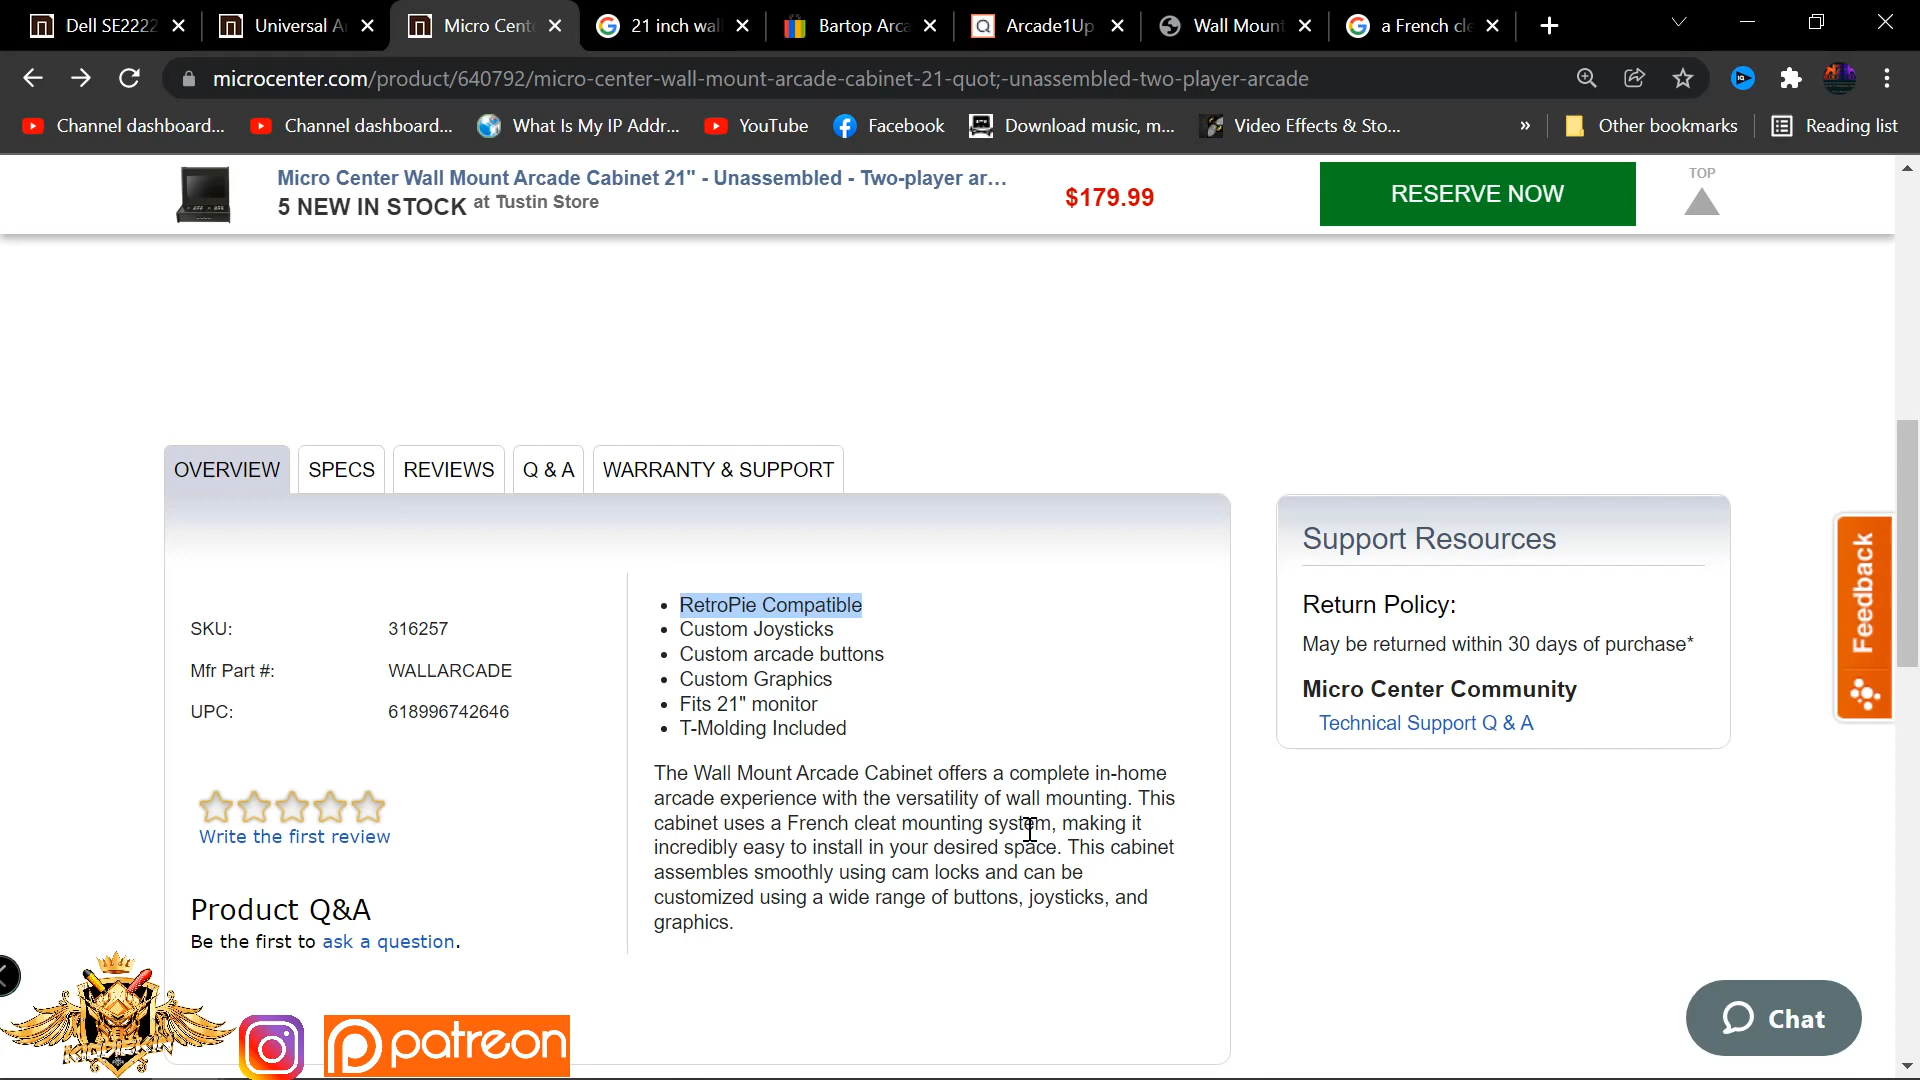 Dell SE2222
Universal A
Micro Cent
21 inch wal
Bartop Arca
Arcade1Up
Wall Mount
a French cle
microcenter.com/product/640792/micro-center-wall-mount-arcade-cabinet-21-quot;-unassembled-two-player-arcade
Channel dashboard...
Channel dashboard...
What Is My IP Addr...
YouTube
Facebook
Download music, m...
Video Effects & Sto...
»
Other bookmarks
Reading list
Micro Center Wall Mount Arcade Cabinet 21" - Unassembled - Two-player ar...
5 NEW IN STOCK at Tustin Store
$179.99
RESERVE NOW
TOP
OVERVIEW
SPECS
REVIEWS
Q & A
WARRANTY & SUPPORT
SKU: 316257
Mfr Part #: WALLARCADE
UPC: 618996742646
Write the first review
Product Q&A
Be the first to ask a question.
• RetroPie Compatible
• Custom Joysticks
• Custom arcade buttons
• Custom Graphics
• Fits 21" monitor
• T-Molding Included
The Wall Mount Arcade Cabinet offers a complete in-home
arcade experience with the versatility of wall mounting. This
cabinet uses a French cleat mounting system, making it
incredibly easy to install in your desired space. This cabinet
assembles smoothly using cam locks and can be
customized using a wide range of buttons, joysticks, and
graphics.
Support Resources
Return Policy:
May be returned within 30 days of purchase*
Micro Center Community
Technical Support Q & A
Feedback
Chat
KIDDISKIN
patreon